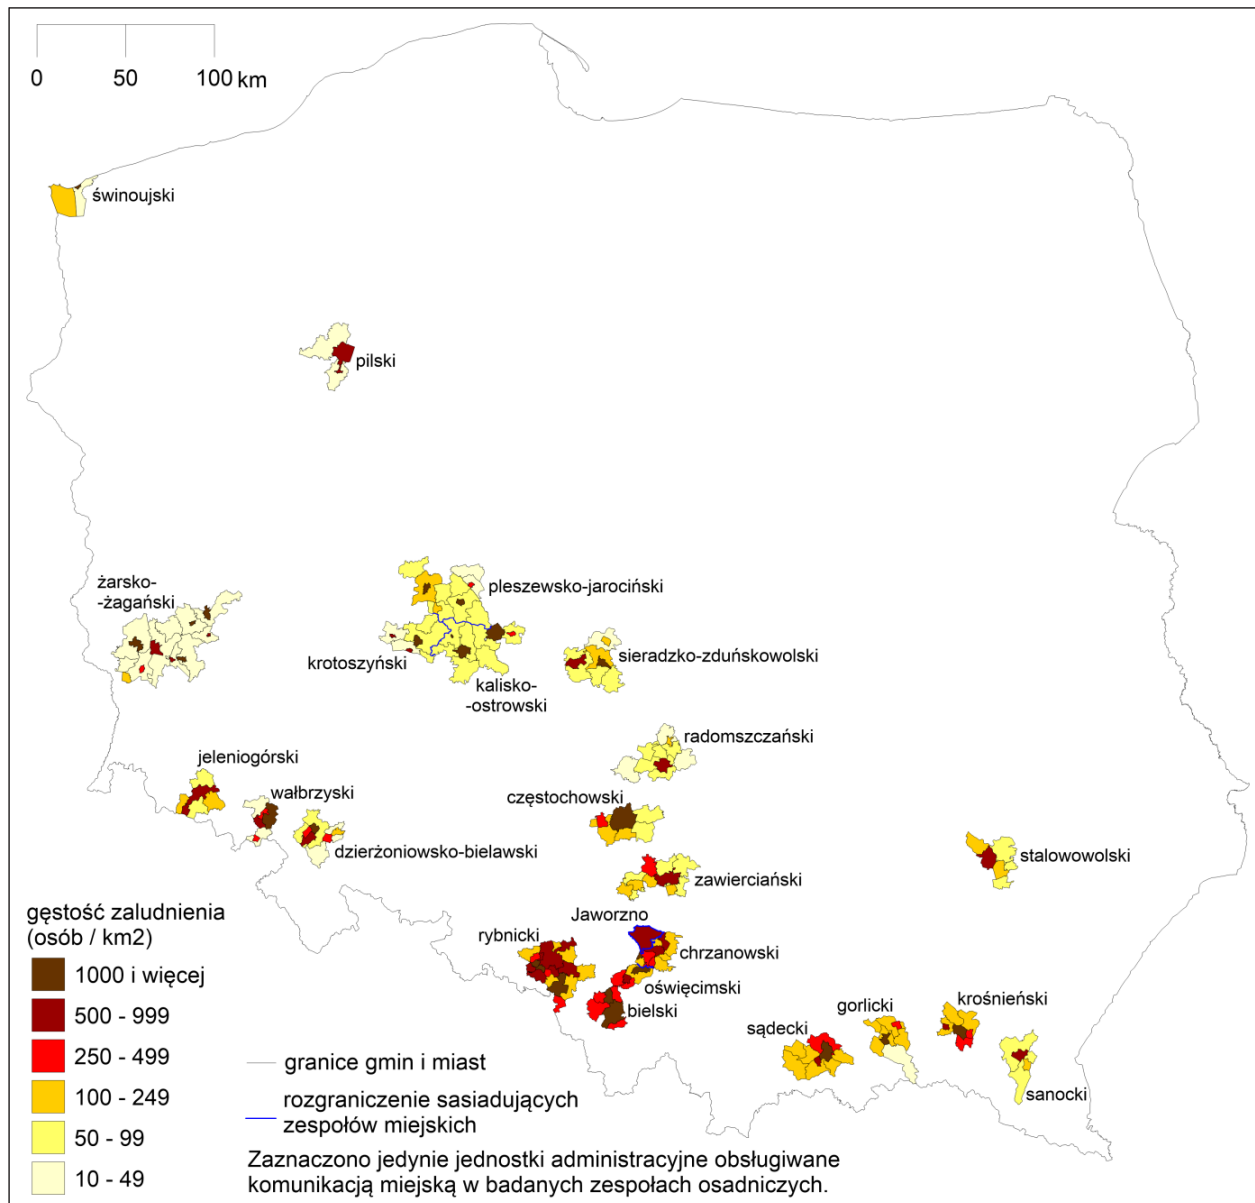 0 50 100 km
świnoujski
pilski
żarsko-
-żagański
pleszewsko-jarociński
krotoszyński
kalisko-
-ostrowski
sieradzko-zduńskowolski
radomszczański
jeleniogórski
wałbrzyski
dzierżoniowsko-bielawski
częstochowski
zawierciański
stalowowolski
Jaworzno
rybnicki
chrzanowski
oświęcimski
bielski
sądecki
gorlicki
krośnieński
sanocki
gęstość zaludnienia
(osób / km2)
1000 i więcej
500 - 999
250 - 499
100 - 249
50 - 99
10 - 49
granice gmin i miast
rozgraniczenie sasiadujących
zespołów miejskich
Zaznaczono jedynie jednostki administracyjne obsługiwane
komunikacją miejską w badanych zespołach osadniczych.